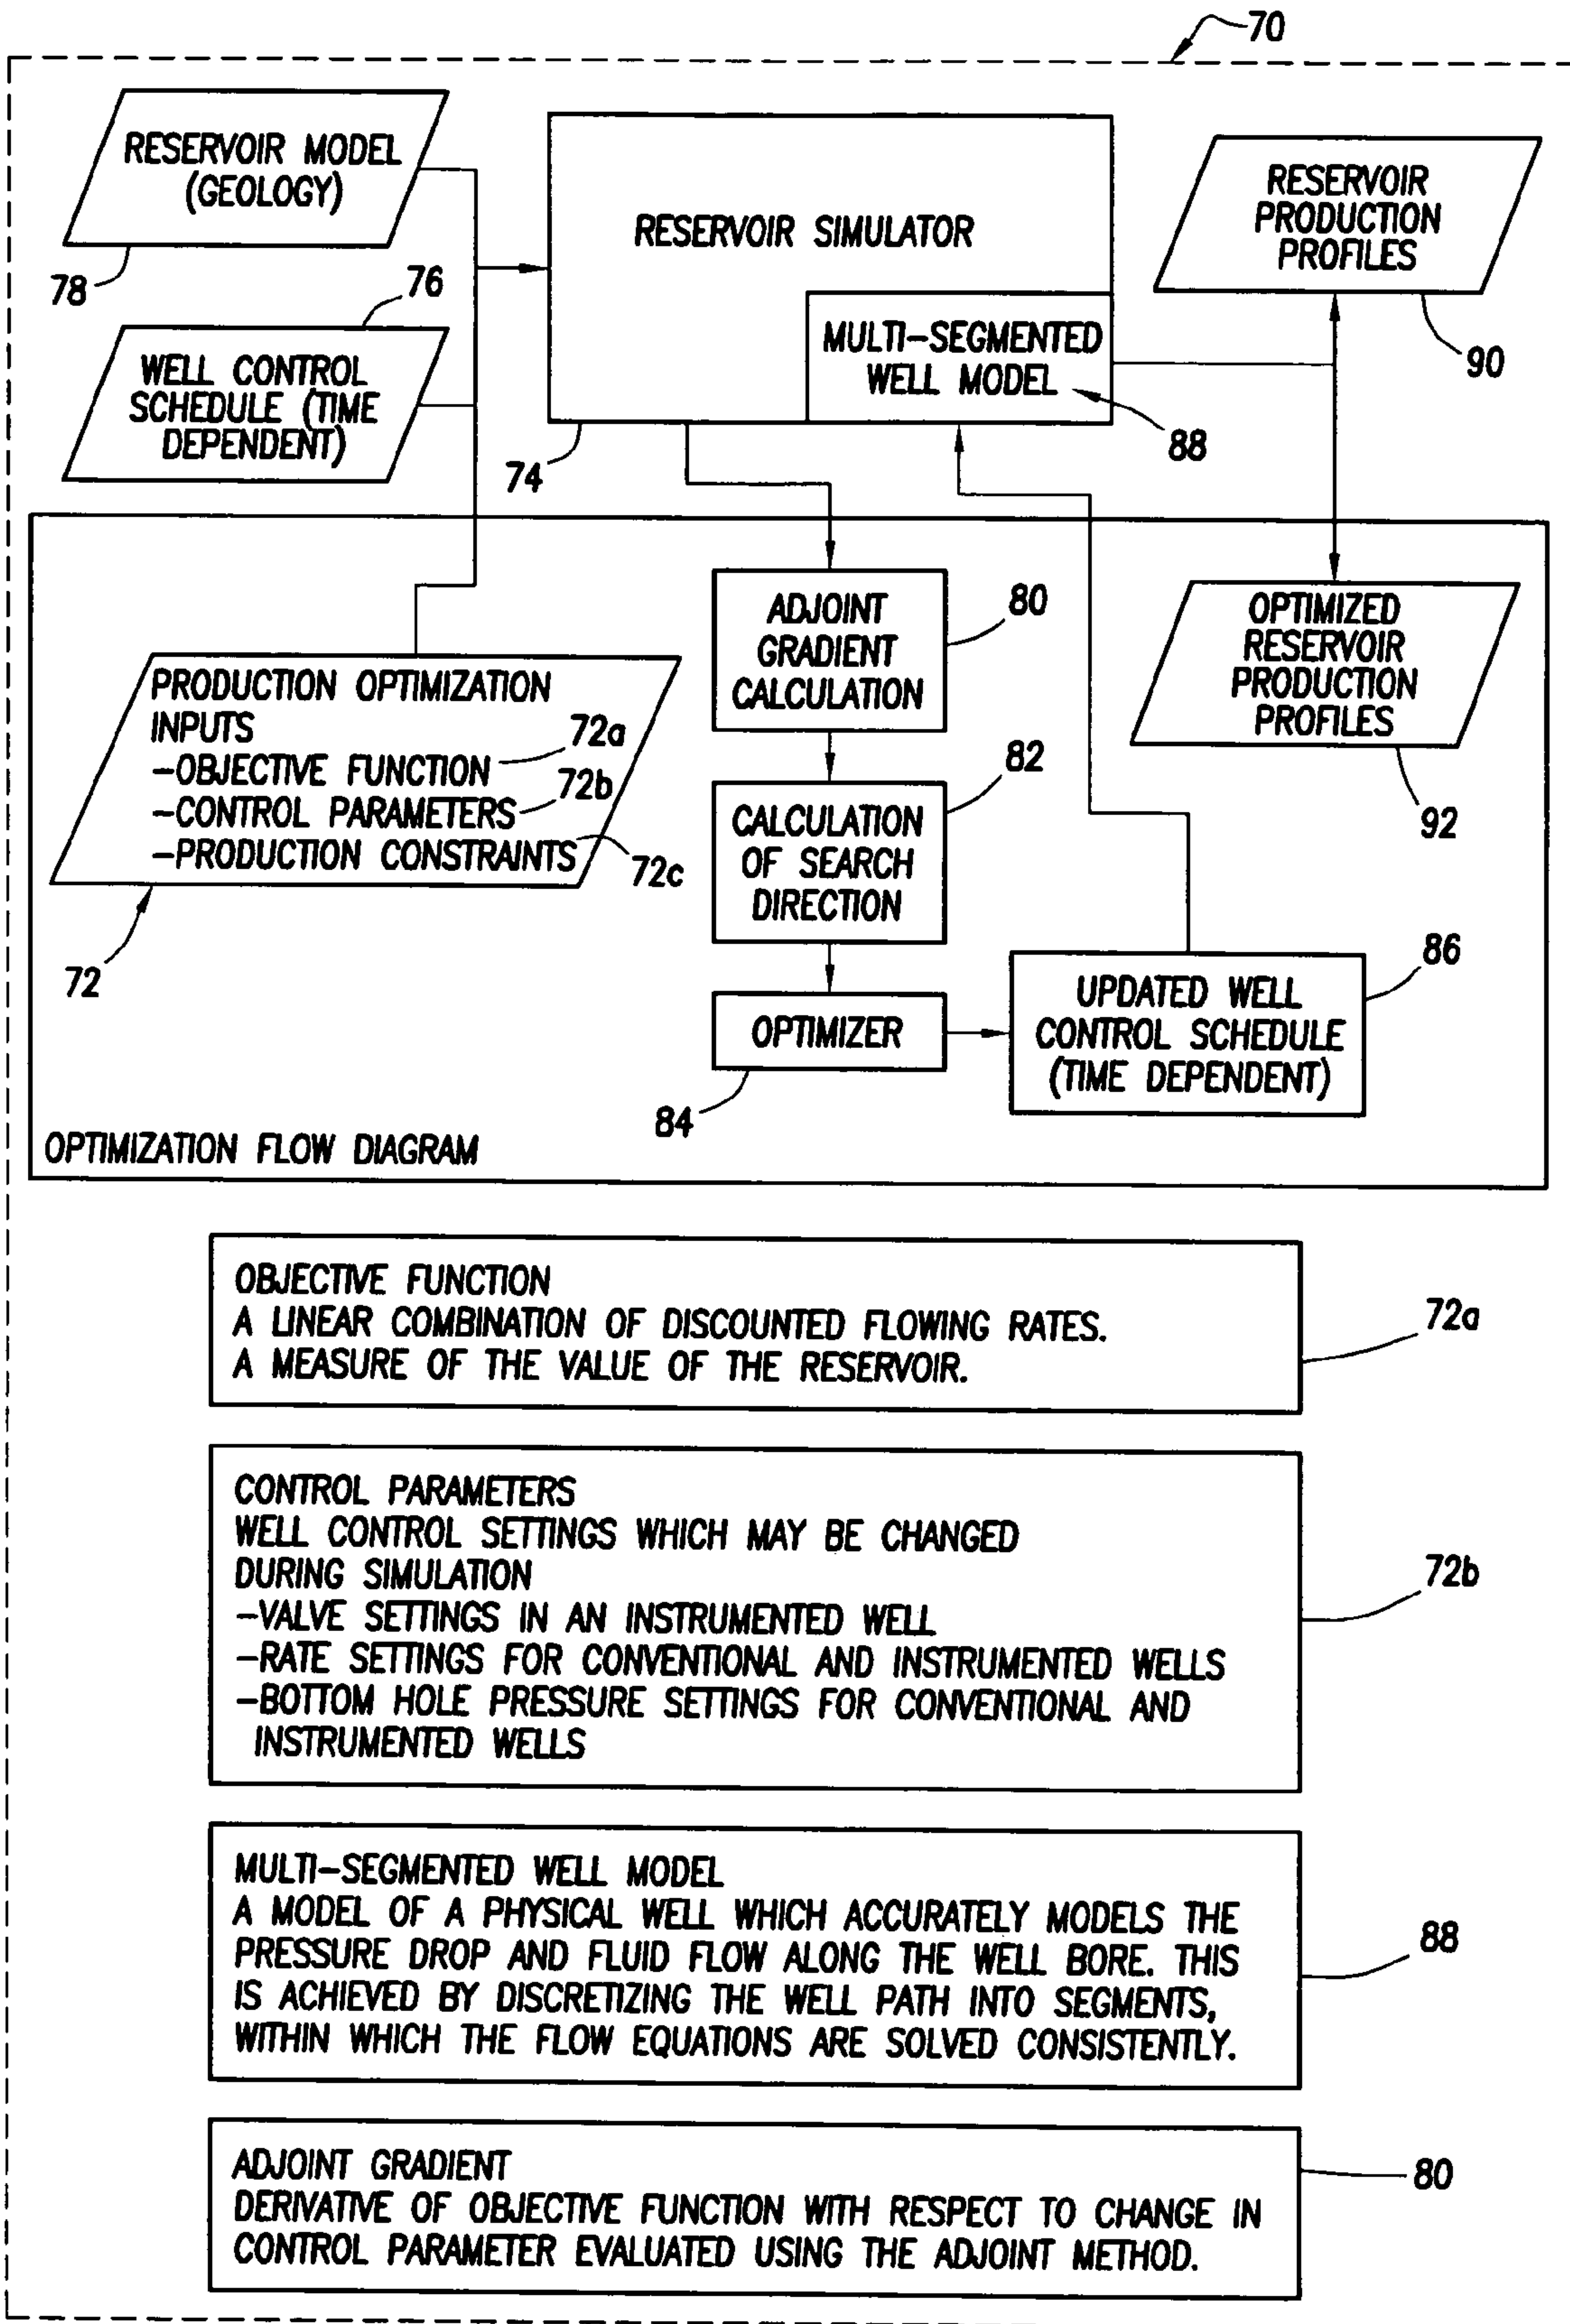 70
RESERVOIR MODEL
(GEOLOGY)
78
76
WELL CONTROL
SCHEDULE (TIME
DEPENDENT)
RESERVOIR SIMULATOR
MULTI-SEGMENTED
WELL MODEL
88
74
RESERVOIR
PRODUCTION
PROFILES
90
PRODUCTION OPTIMIZATION
INPUTS
-OBJECTIVE FUNCTION
72a
-CONTROL PARAMETERS
72b
-PRODUCTION CONSTRAINTS
72c
72
ADJOINT
GRADIENT
CALCULATION
80
CALCULATION
OF SEARCH
DIRECTION
82
OPTIMIZER
84
UPDATED WELL
CONTROL SCHEDULE
(TIME DEPENDENT)
86
OPTIMIZED
RESERVOIR
PRODUCTION
PROFILES
92
OPTIMIZATION FLOW DIAGRAM
OBJECTIVE FUNCTION
A LINEAR COMBINATION OF DISCOUNTED FLOWING RATES.
A MEASURE OF THE VALUE OF THE RESERVOIR.
72a
CONTROL PARAMETERS
WELL CONTROL SETTINGS WHICH MAY BE CHANGED
DURING SIMULATION
-VALVE SETTINGS IN AN INSTRUMENTED WELL
-RATE SETTINGS FOR CONVENTIONAL AND INSTRUMENTED WELLS
-BOTTOM HOLE PRESSURE SETTINGS FOR CONVENTIONAL AND
INSTRUMENTED WELLS
72b
MULTI-SEGMENTED WELL MODEL
A MODEL OF A PHYSICAL WELL WHICH ACCURATELY MODELS THE
PRESSURE DROP AND FLUID FLOW ALONG THE WELL BORE. THIS
IS ACHIEVED BY DISCRETIZING THE WELL PATH INTO SEGMENTS,
WITHIN WHICH THE FLOW EQUATIONS ARE SOLVED CONSISTENTLY.
88
ADJOINT GRADIENT
DERIVATIVE OF OBJECTIVE FUNCTION WITH RESPECT TO CHANGE IN
CONTROL PARAMETER EVALUATED USING THE ADJOINT METHOD.
80